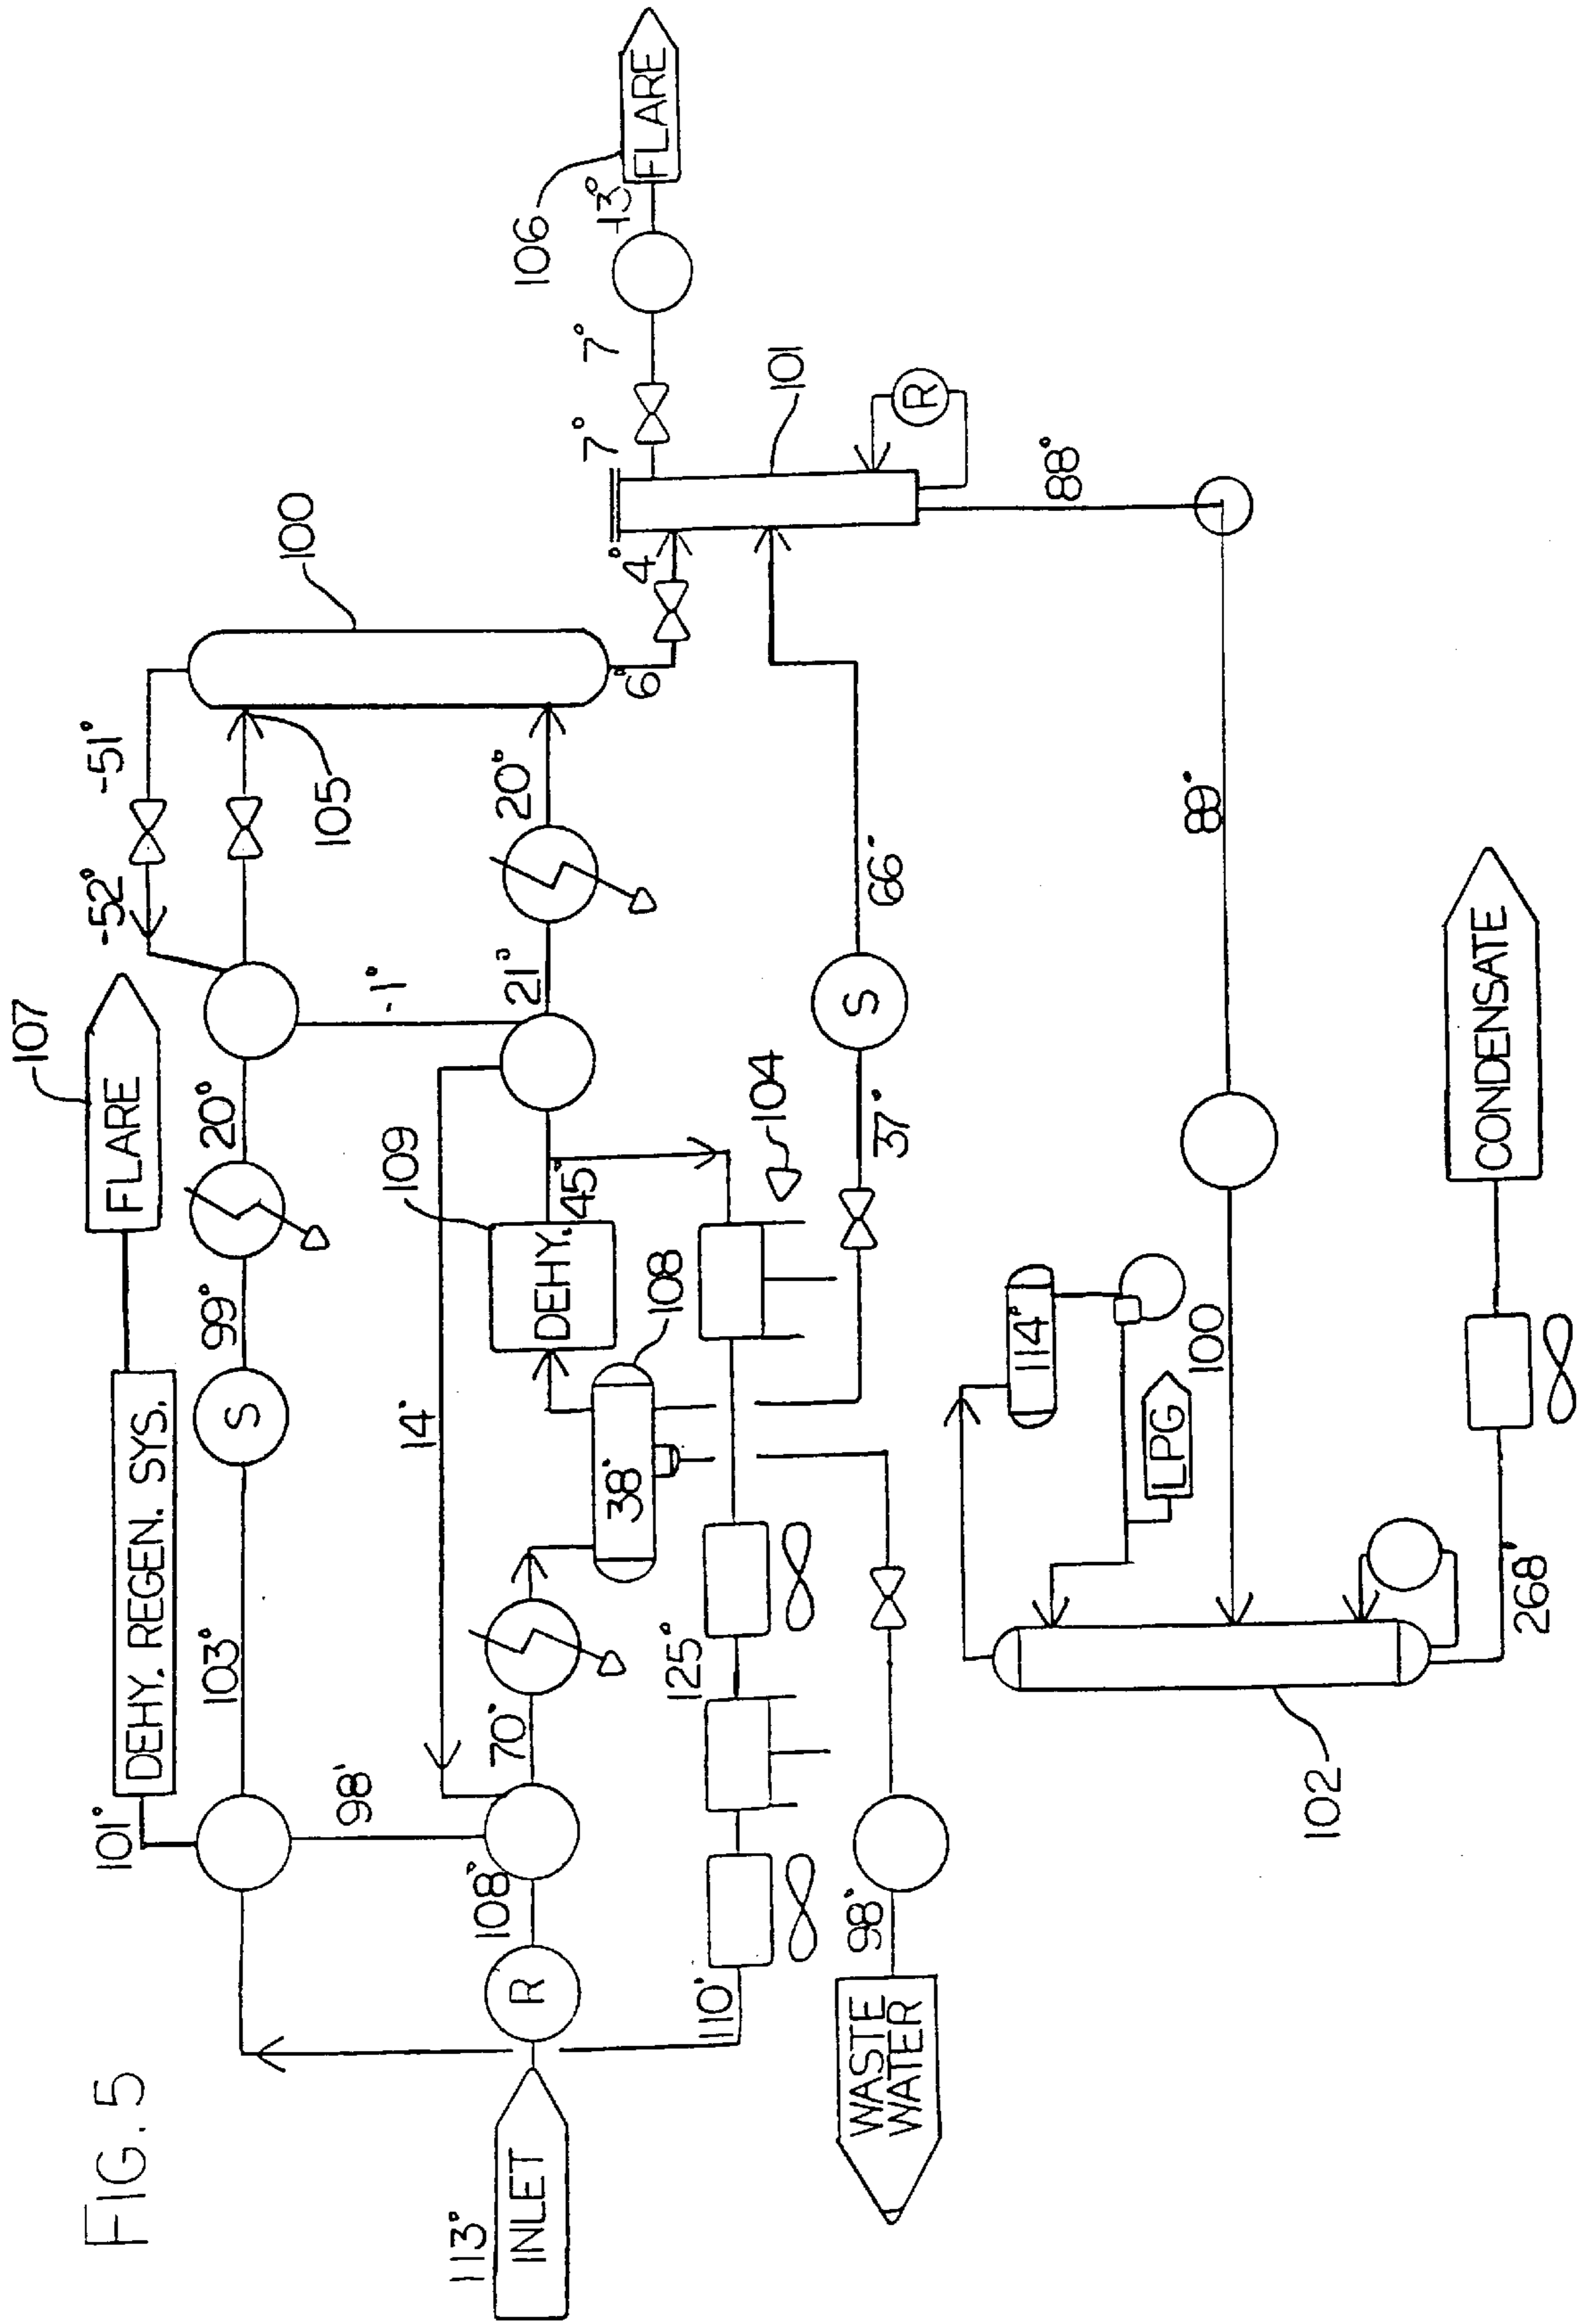 FIG. 5
107
FLARE
DEHY. REGEN. SYS.
101°
103°
S
99°
20°
-52°
-51°
105
100
98'
14°
-1°
109
113°
INLET
R
108°
70°
38'
108
DEHY.
45°
21°
20°
6°
4°
7°
7°
106
13°
FLARE
101
R
110°
125°
104
37°
S
66°
88°
WASTE
WATER
98°
102
LPG
114°
100
89°
268'
CONDENSATE